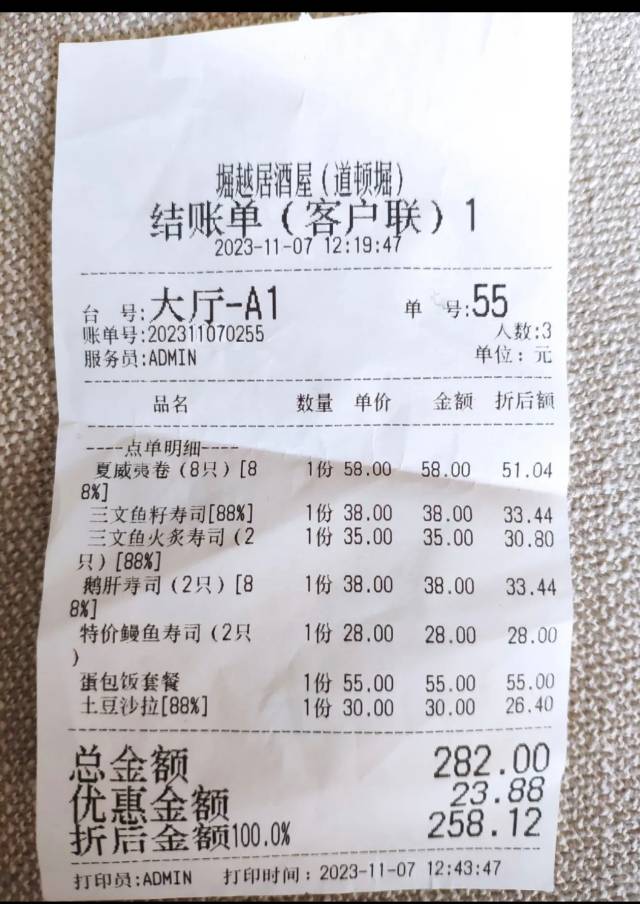 堀越居酒屋(道顿堀)
结账单(客户联)1
2023-11-07 12:19:47
台 号:大厅-A1 单 号:55
账单号:202311070255 人数:3
服务员:ADMIN 单位：元
品名 数量 单价 金额 折后额
----点单明细----
夏威夷卷(8只)[8 1份 58.00 58.00 51.04
8%]
三文鱼籽寿司[88%] 1份 38.00 38.00 33.44
三文鱼火炙寿司(2 1份 35.00 35.00 30.80
只)[88%]
鹅肝寿司(2只)[8 1份 38.00 38.00 33.44
8%]
特价鳗鱼寿司(2只 1份 28.00 28.00 28.00
)
蛋包饭套餐 1份 55.00 55.00 55.00
土豆沙拉[88%] 1份 30.00 30.00 26.40
总金额 282.00
优惠金额 23.88
折后金额100.0% 258.12
打印员:ADMIN 打印时间：2023-11-07 12:43:47